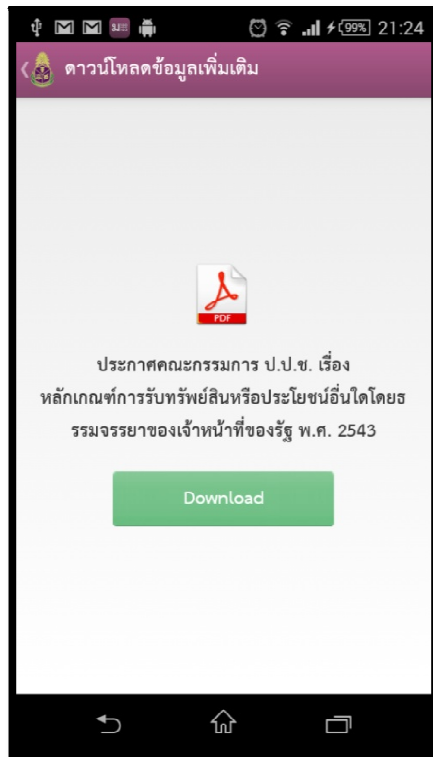 99% 21:24
ดาวน์โหลดข้อมูลเพิ่มเติม
PDF
ประกาศคณะกรรมการ ป.ป.ช. เรื่อง
หลักเกณฑ์การรับทรัพย์สินหรือประโยชน์อื่นใดโดยธ
รรมจรรยาของเจ้าหน้าที่ของรัฐ พ.ศ. 2543
Download